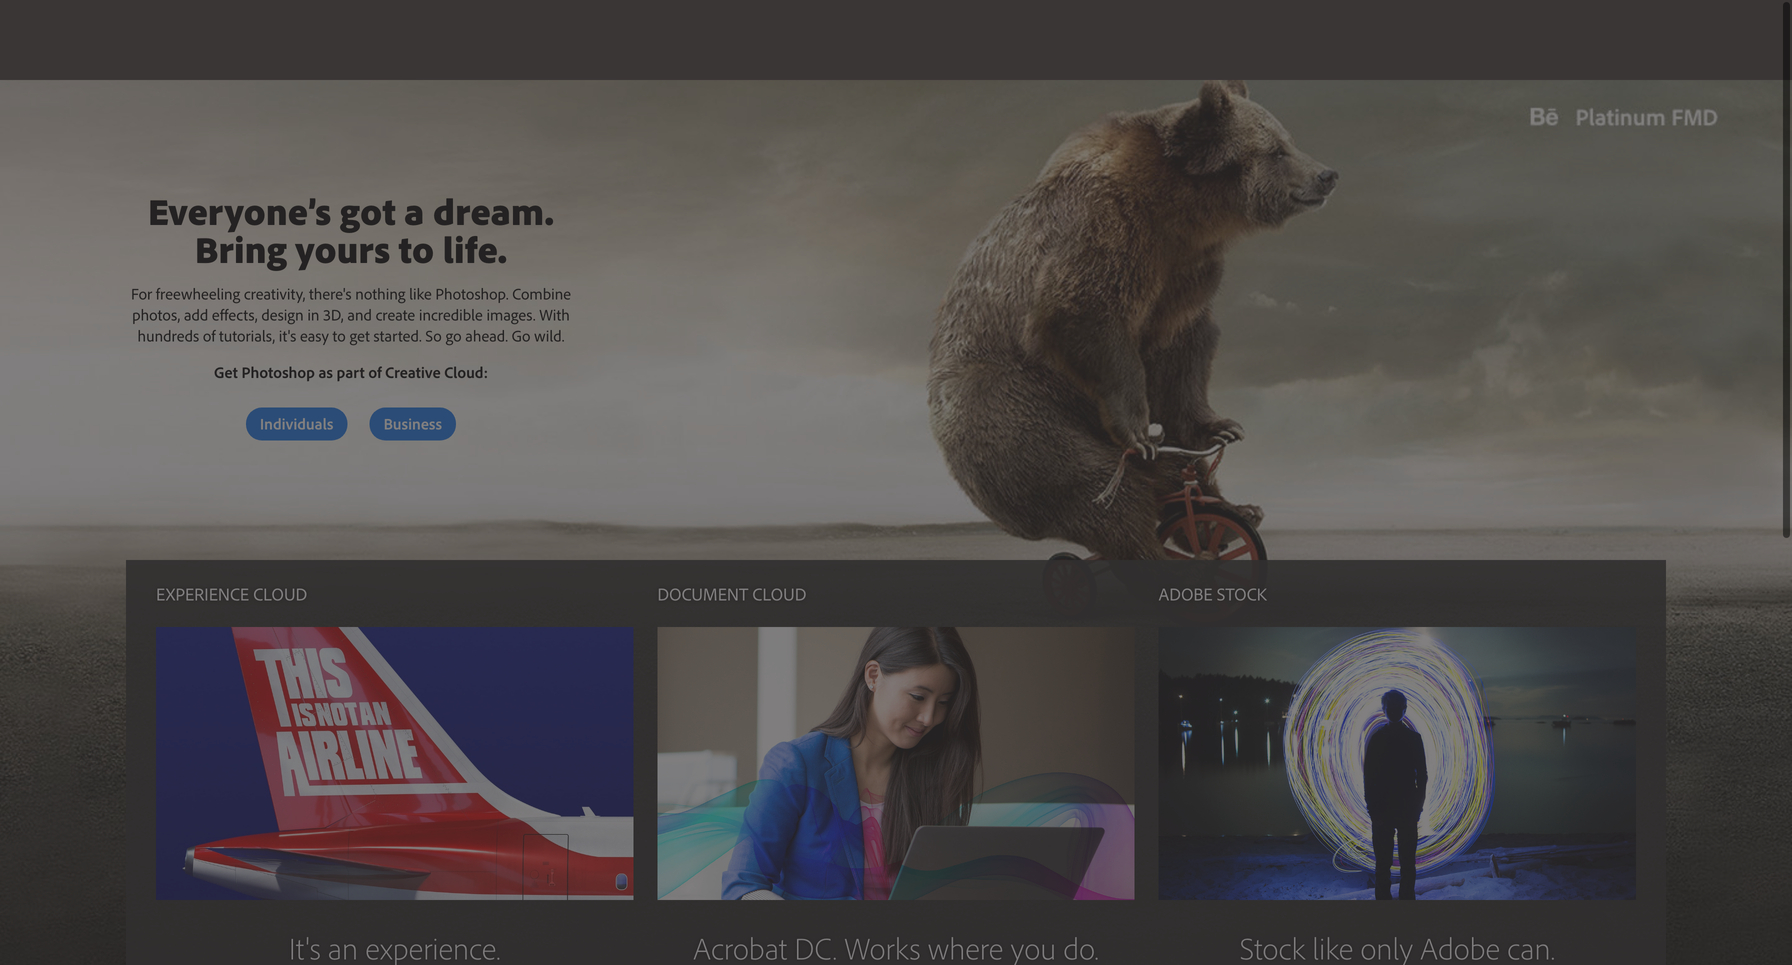 Bē Platinum FMD
Everyone's got a dream.
Bring yours to life.
For freewheeling creativity, there's nothing like Photoshop. Combine
photos, add effects, design in 3D, and create incredible images. With
hundreds of tutorials, it's easy to get started. So go ahead. Go wild.
Get Photoshop as part of Creative Cloud:
Individuals
Business
EXPERIENCE CLOUD
THIS
IS NOT AN
AIRLINE
It's an experience.
DOCUMENT CLOUD
Acrobat DC. Works where you do.
ADOBE STOCK
Stock like only Adobe can.